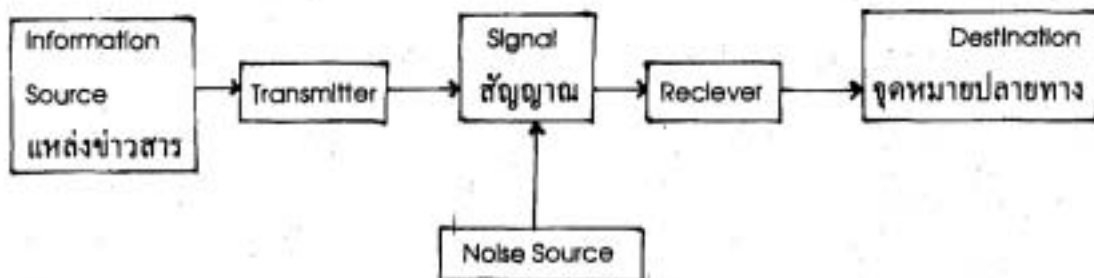 Information
Source
แหล่งข่าวสาร
Transmitter
Signal
สัญญาณ
Reciever
Destination
จุดหมายปลายทาง
Noise Source